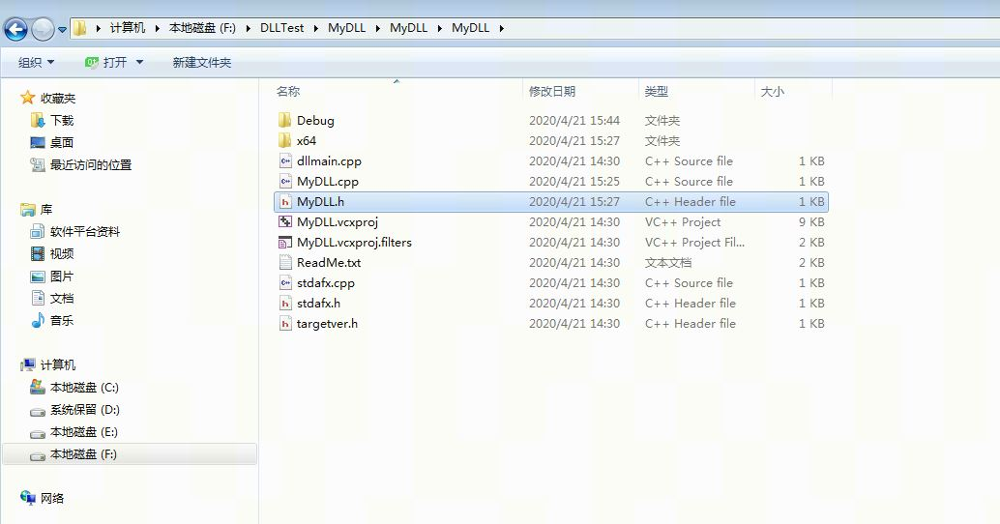 计算机 本地磁盘 (F:) DLLTest MyDLL MyDLL MyDLL
组织 打开 新建文件夹
名称 修改日期 类型 大小
收藏夹
下载
桌面
最近访问的位置
库
软件平台资料
视频
图片
文档
音乐
计算机
本地磁盘 (C:)
系统保留 (D:)
本地磁盘 (E:)
本地磁盘 (F:)
网络
Debug 2020/4/21 15:44 文件夹
x64 2020/4/21 15:27 文件夹
dllmain.cpp 2020/4/21 14:30 C++ Source file 1 KB
MyDLL.cpp 2020/4/21 15:25 C++ Source file 1 KB
MyDLL.h 2020/4/21 15:27 C++ Header file 1 KB
MyDLL.vcxproj 2020/4/21 14:30 VC++ Project 9 KB
MyDLL.vcxproj.filters 2020/4/21 14:30 VC++ Project Fil... 2 KB
ReadMe.txt 2020/4/21 14:30 文本文档 2 KB
stdafx.cpp 2020/4/21 14:30 C++ Source file 1 KB
stdafx.h 2020/4/21 14:30 C++ Header file 1 KB
targetver.h 2020/4/21 14:30 C++ Header file 1 KB